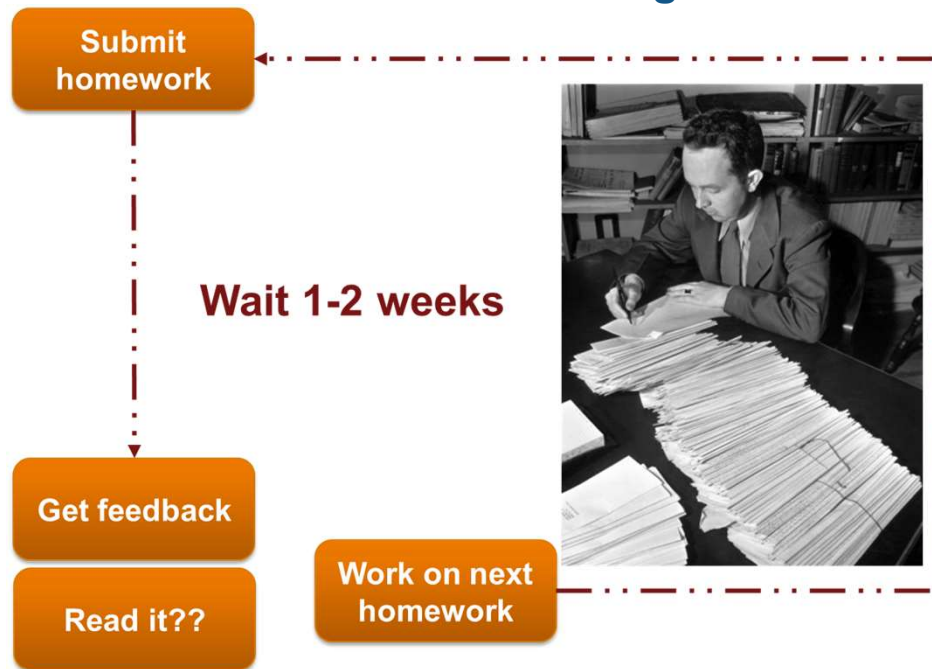 Submit
homework
Wait 1-2 weeks
Get feedback
Read it??
Work on next
homework